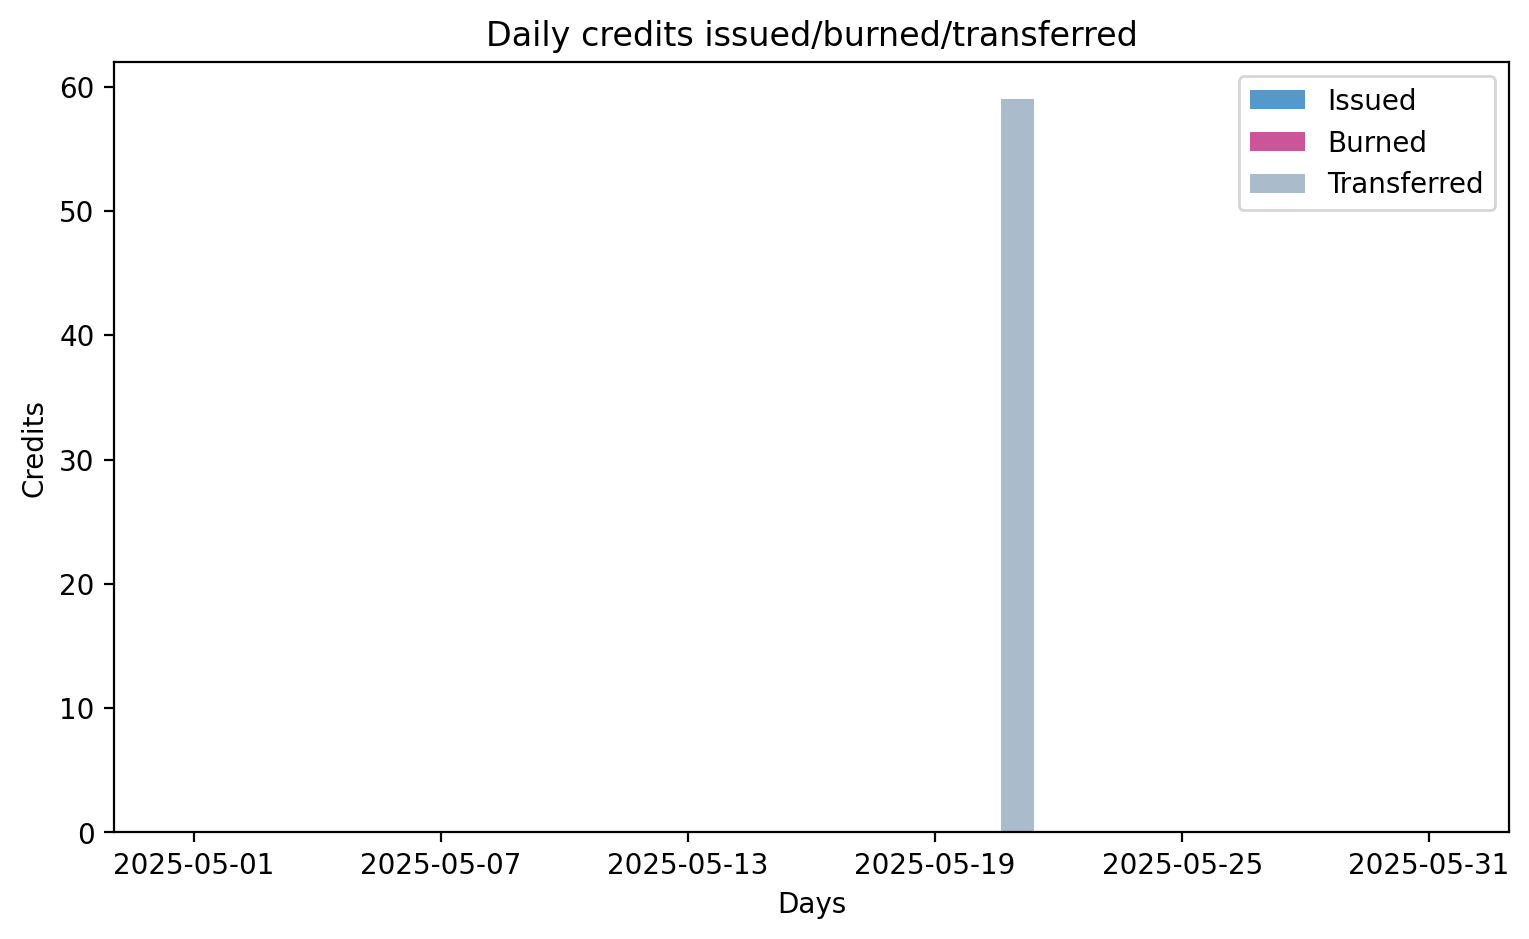 Daily credits issued/burned/transferred
60
50
40
30
20
10
0
Credits
Issued
Burned
Transferred
2025-05-01
2025-05-07
2025-05-13
2025-05-19
2025-05-25
2025-05-31
Days